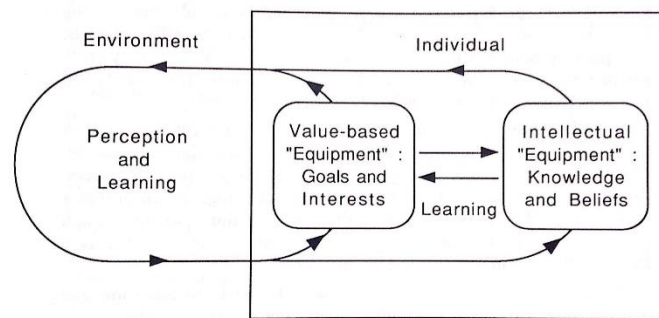 Environment
Individual
Perception
and
Learning
Value-based
"Equipment" :
Goals and
Interests
Learning
Intellectual
"Equipment" :
Knowledge
and Beliefs